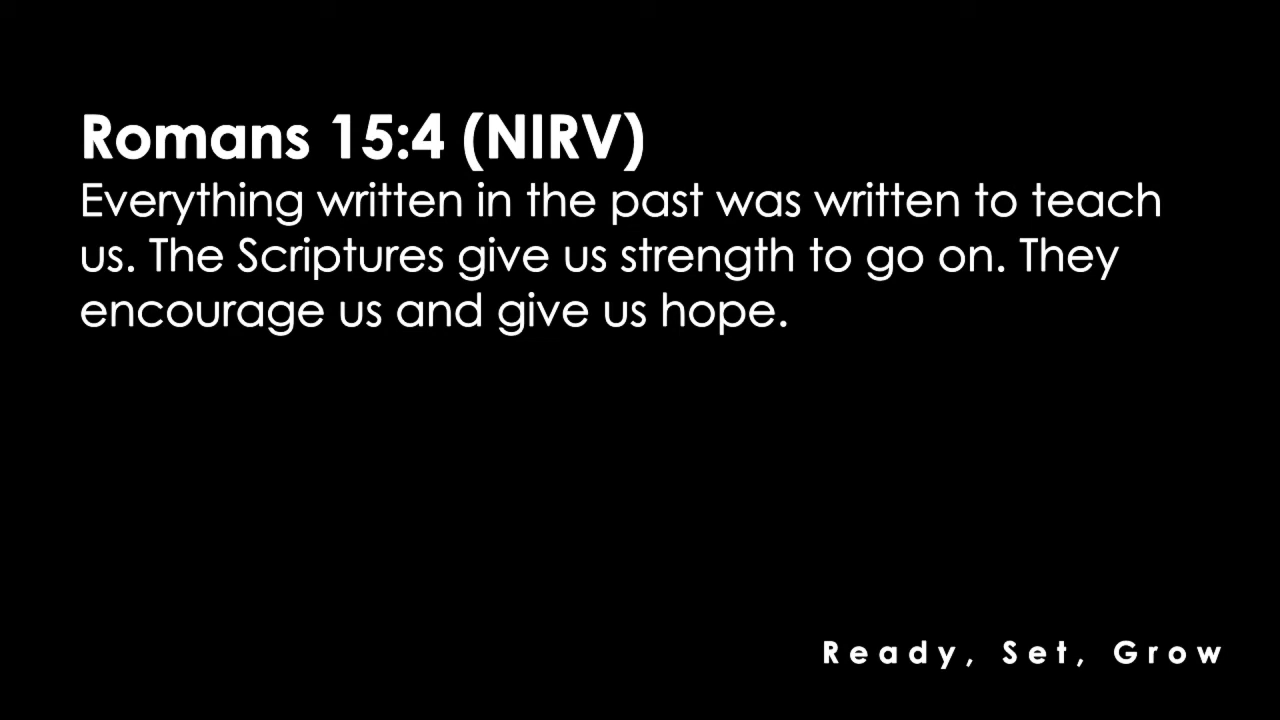 Romans 15:4 (NIRV)
Everything written in the past was written to teach
us. The Scriptures give us strength to go on. They
encourage us and give us hope.
Ready, Set, Grow